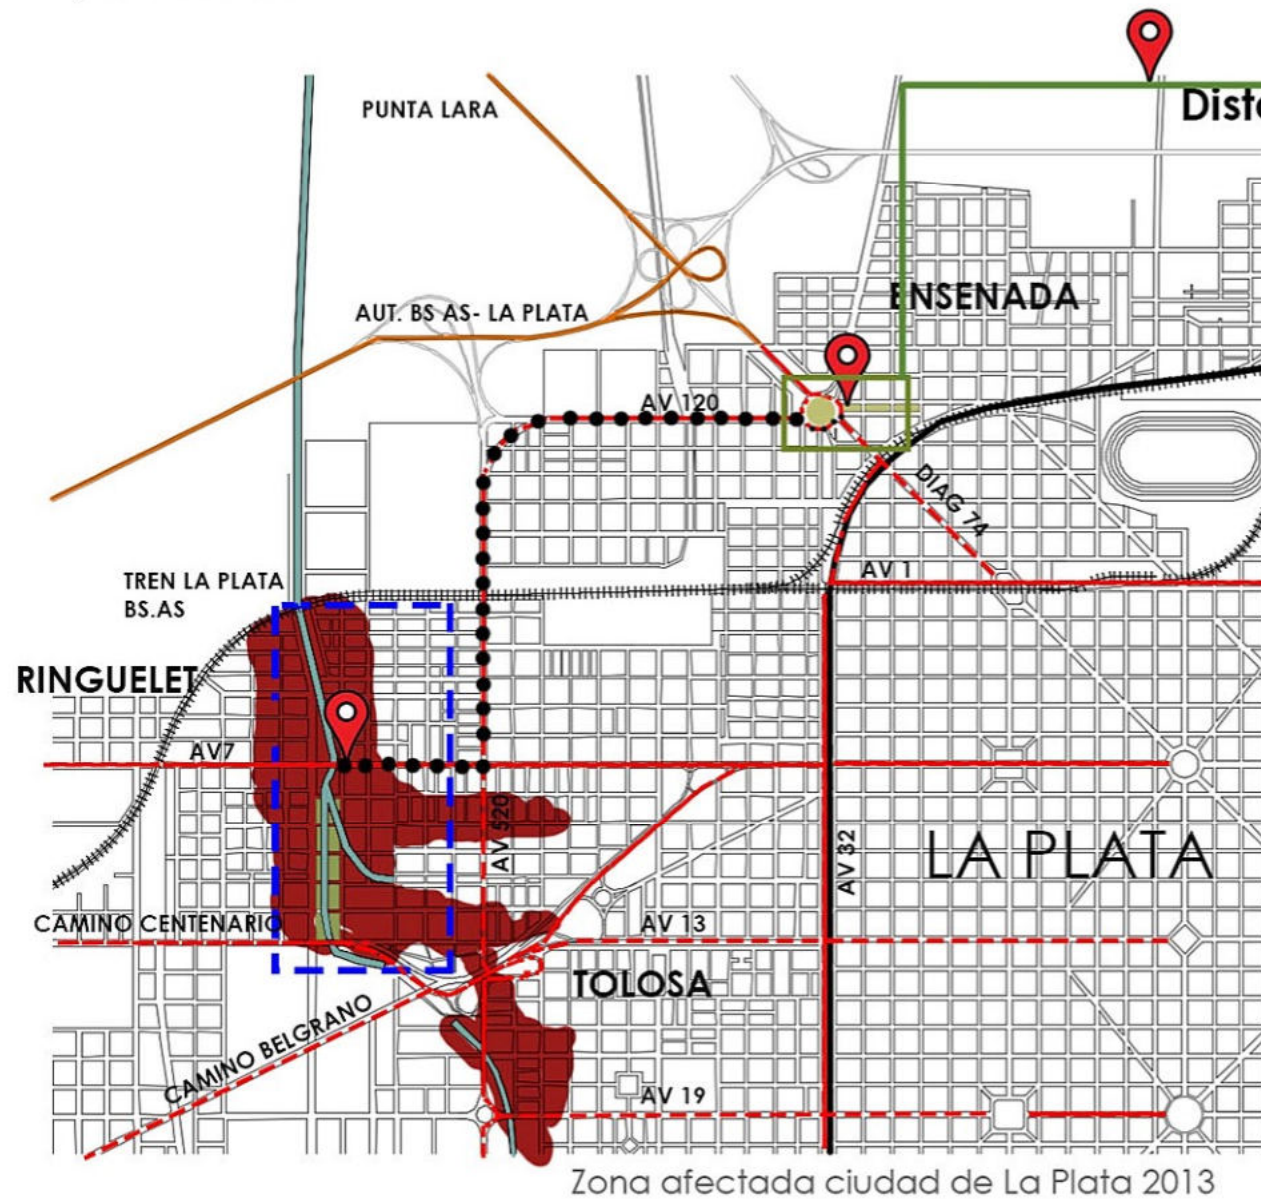 PUNTA LARA
Dist
ENSENADA
AUT. BS AS- LA PLATA
AV 120
DIAG 74
AV 1
TREN LA PLATA
BS.AS
RINGUELET
AV7
AV 520
AV 32
LA PLATA
CAMINO CENTENARIO
AV 13
TOLOSA
CAMINO BELGRANO
AV 19
Zona afectada ciudad de La Plata 2013